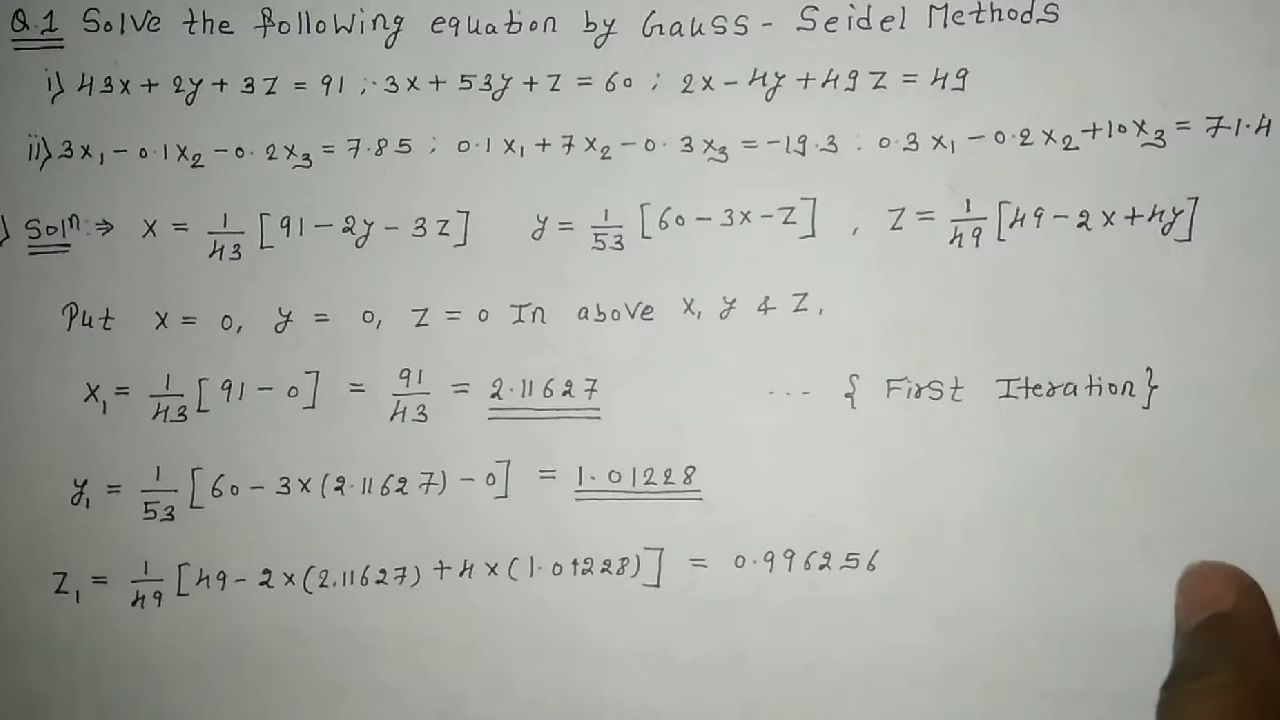 Q.1 Solve the following equation by Gauss - Seidel Methods
i) 43x + 2y + 3z = 91 ; 3x + 53y + z = 60 ; 2x - 4y + 49z = 49
ii) 3x₁ - 0.1x₂ - 0.2x₃ = 7.85 ; 0.1x₁ + 7x₂ - 0.3x₃ = -19.3 : 0.3x₁ - 0.2x₂ + 10x₃ = 71.4
) Solⁿ: ⇒ x = 1/43 [91 - 2y - 3z] y = 1/53 [60 - 3x - z] , z = 1/49 [49 - 2x + 4y]
Put x = 0, y = 0, z = 0 In above x, y & z.
x₁ = 1/43 [91 - 0] = 91/43 = 2.11627 ... { First Iteration}
y₁ = 1/53 [60 - 3×(2.11627) - 0] = 1.01228
z₁ = 1/49 [49 - 2×(2.11627) + 4×(1.01228)] = 0.996256